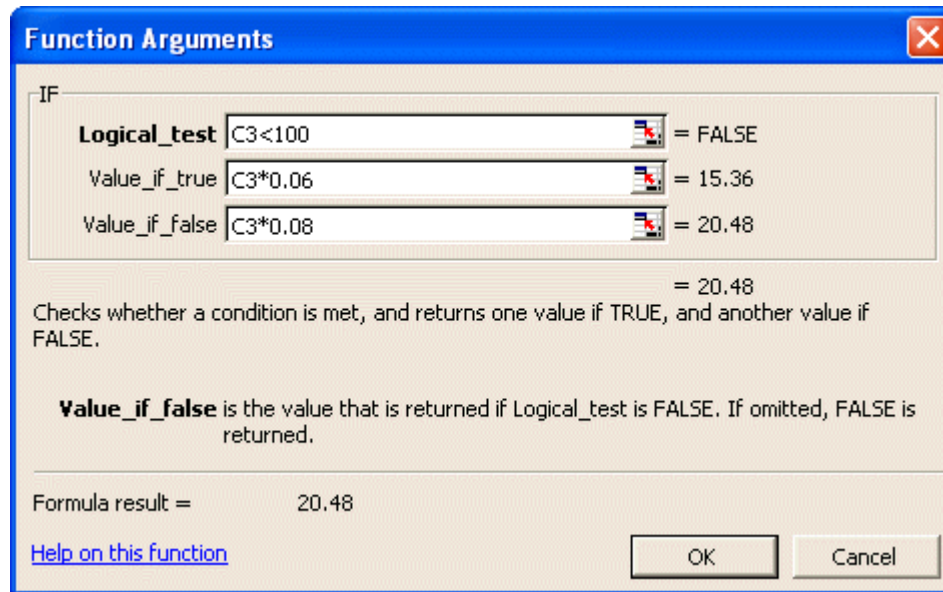 Function Arguments
IF
Logical_test C3<100 = FALSE
Value_if_true C3*0.06 = 15.36
Value_if_false C3*0.08 = 20.48
= 20.48
Checks whether a condition is met, and returns one value if TRUE, and another value if
FALSE.
Value_if_false is the value that is returned if Logical_test is FALSE. If omitted, FALSE is
returned.
Formula result = 20.48
Help on this function OK Cancel